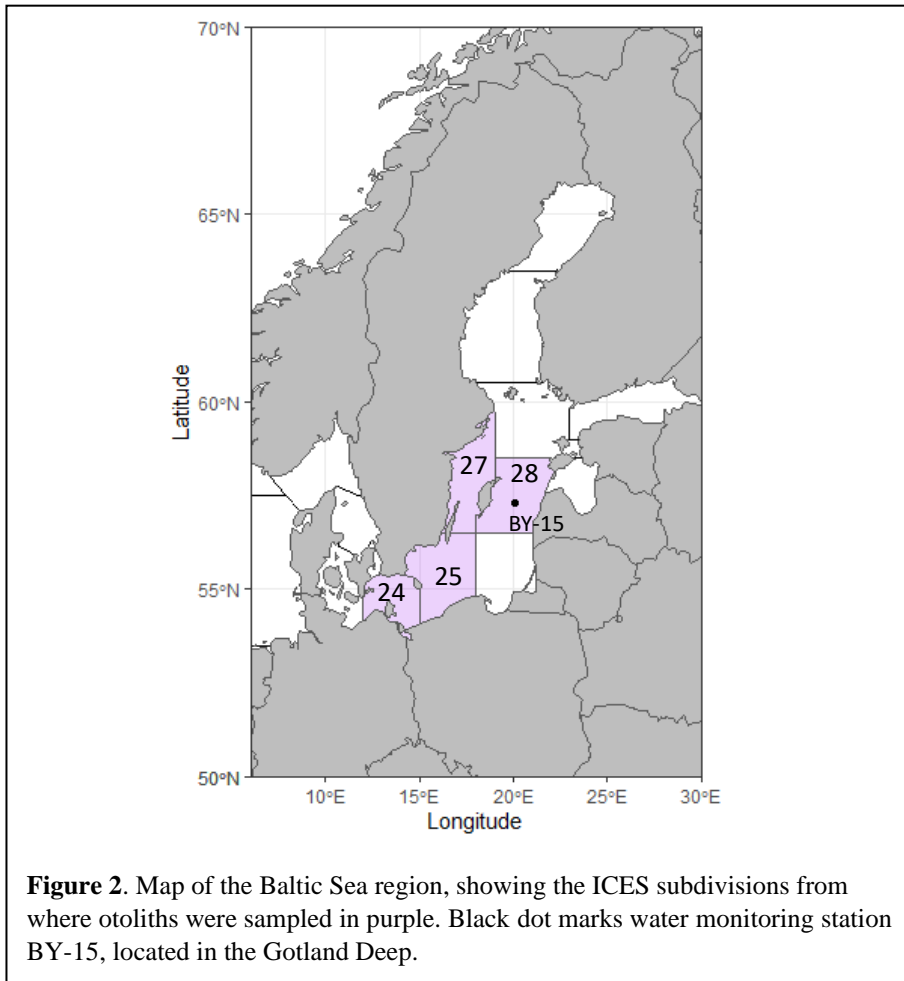 70°N
65°N
60°N
55°N
50°N
Latitude
27
28
BY-15
25
24
10°E 15°E 20°E 25°E 30°E
Longitude
Figure 2. Map of the Baltic Sea region, showing the ICES subdivisions from
where otoliths were sampled in purple. Black dot marks water monitoring station
BY-15, located in the Gotland Deep.